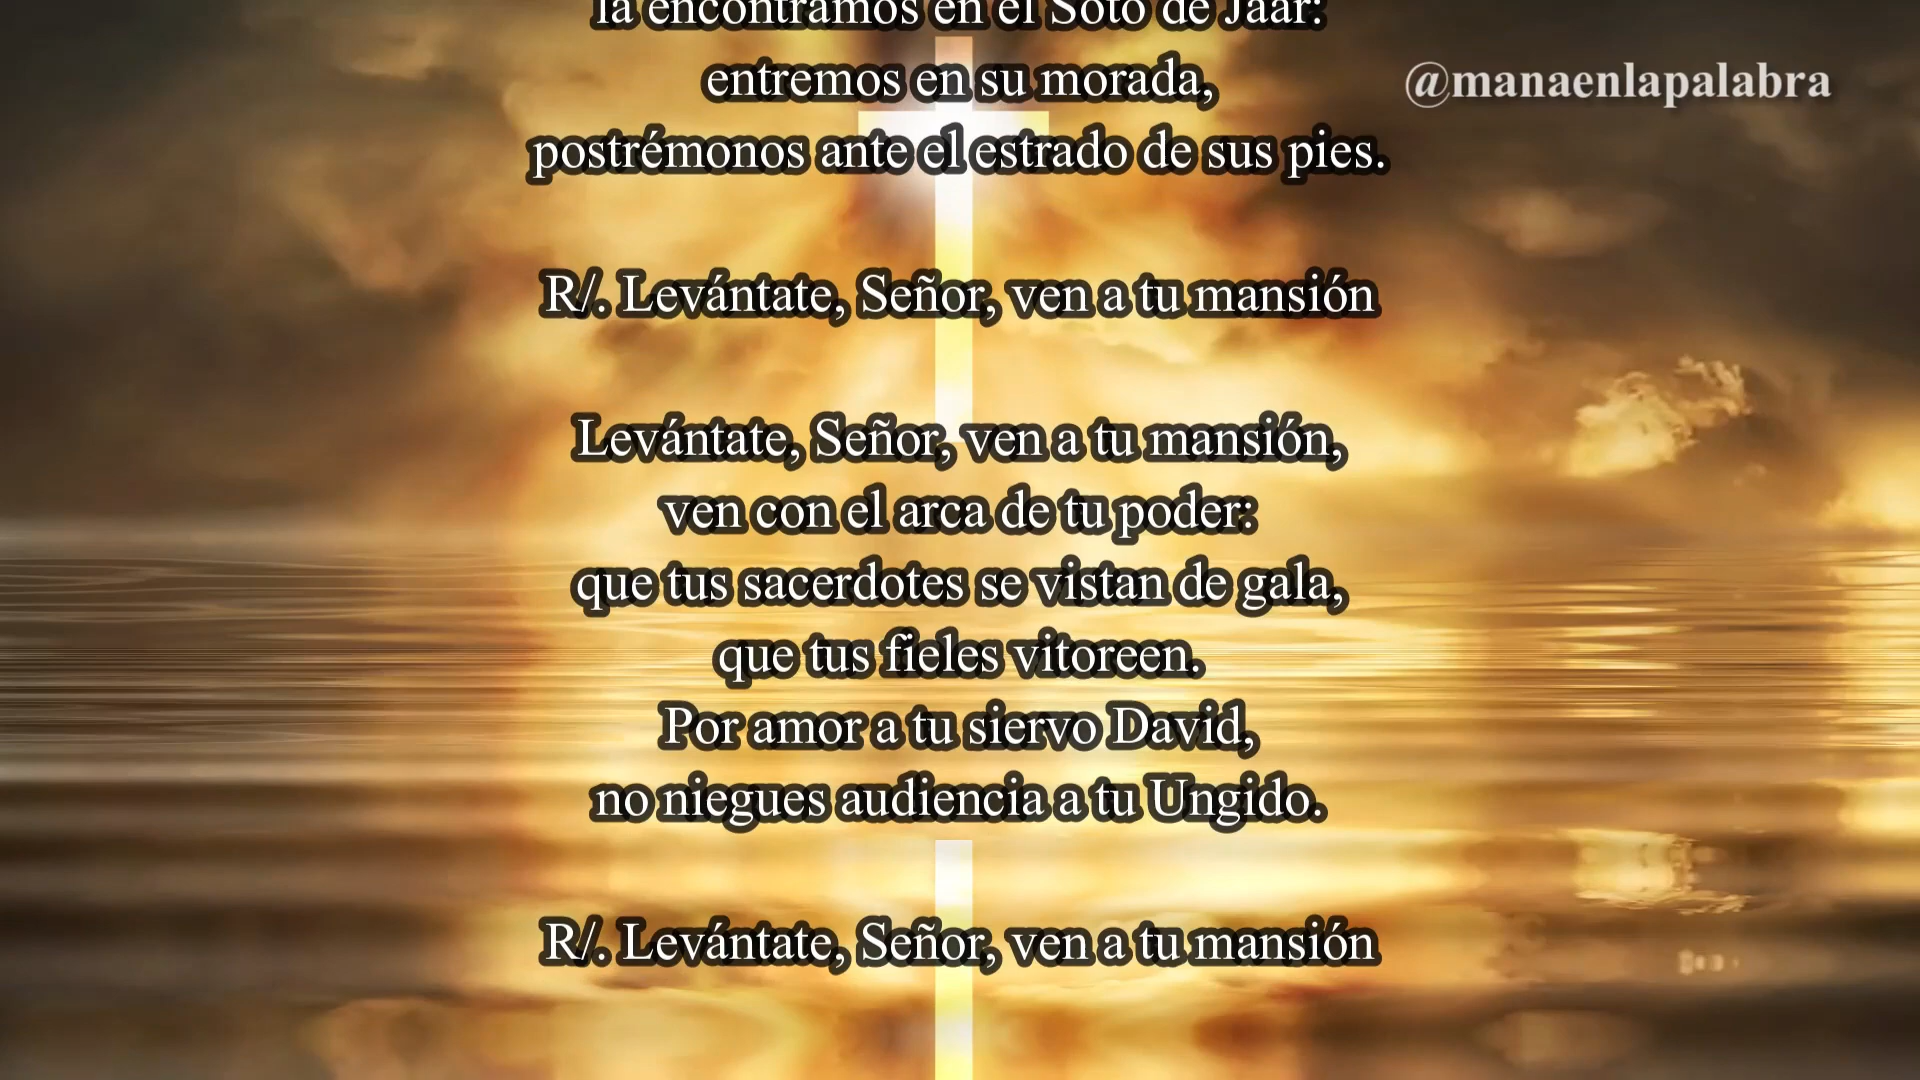 la encontramos en el Soto de Jaar:
entremos en su morada,
@manaenlapalabra
postrémonos ante el estrado de sus pies.
R/. Levántate, Señor, ven a tu mansión
Levántate, Señor, ven a tu mansión,
ven con el arca de tu poder:
que tus sacerdotes se vistan de gala,
que tus fieles vitoreen.
Por amor a tu siervo David,
no niegues audiencia a tu Ungido.
R/. Levántate, Señor, ven a tu mansión